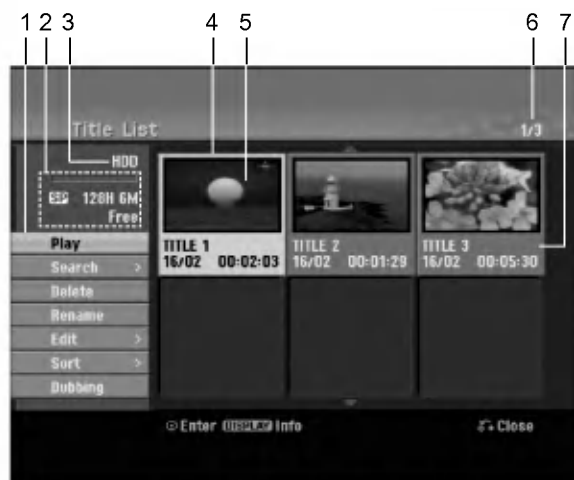 1 2 3 4 5 6 7
Title List
1/3
HDD
SEP 128H 6M
Free
Play
Search >
Delete
Rename
Edit >
Sort >
Dubbing
TITLE 1
16/02 00:02:03
TITLE 2
16/02 00:01:29
TITLE 3
16/02 00:05:30
Enter DISPLAY Info
Close